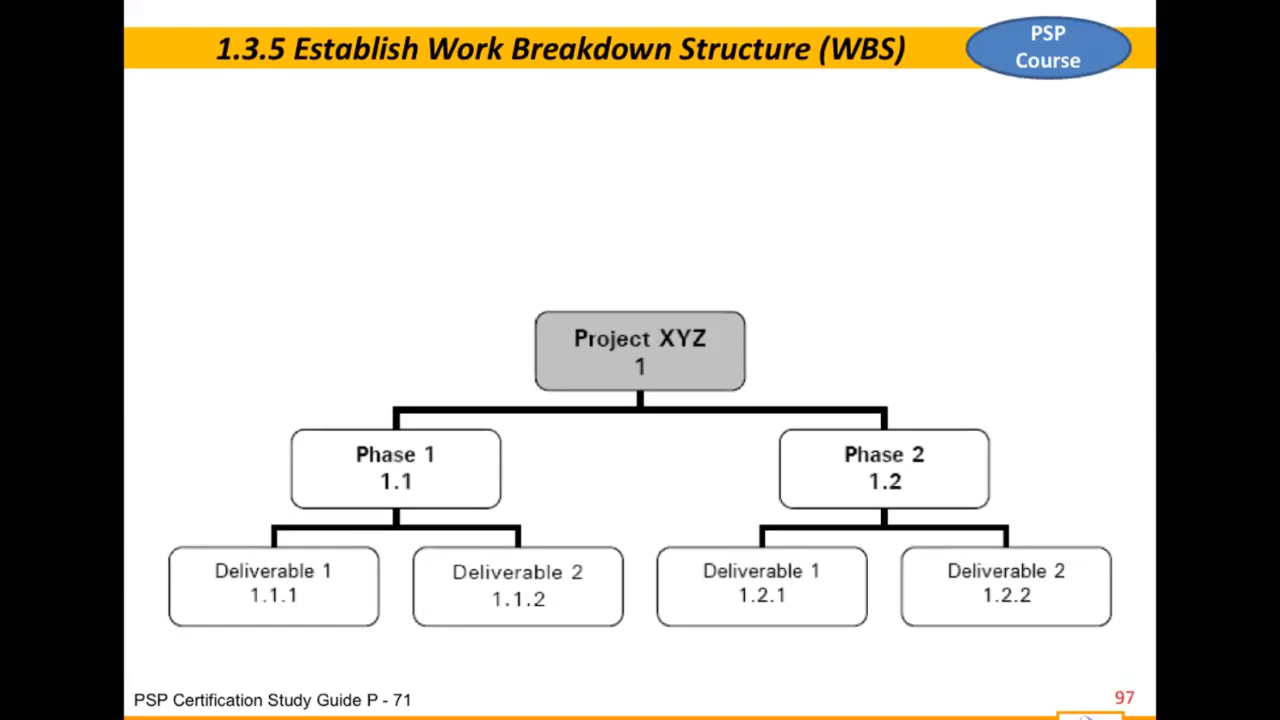 1.3.5 Establish Work Breakdown Structure (WBS)
PSP
Course
Project XYZ
1
Phase 1
1.1
Phase 2
1.2
Deliverable 1
1.1.1
Deliverable 2
1.1.2
Deliverable 1
1.2.1
Deliverable 2
1.2.2
PSP Certification Study Guide P - 71
97